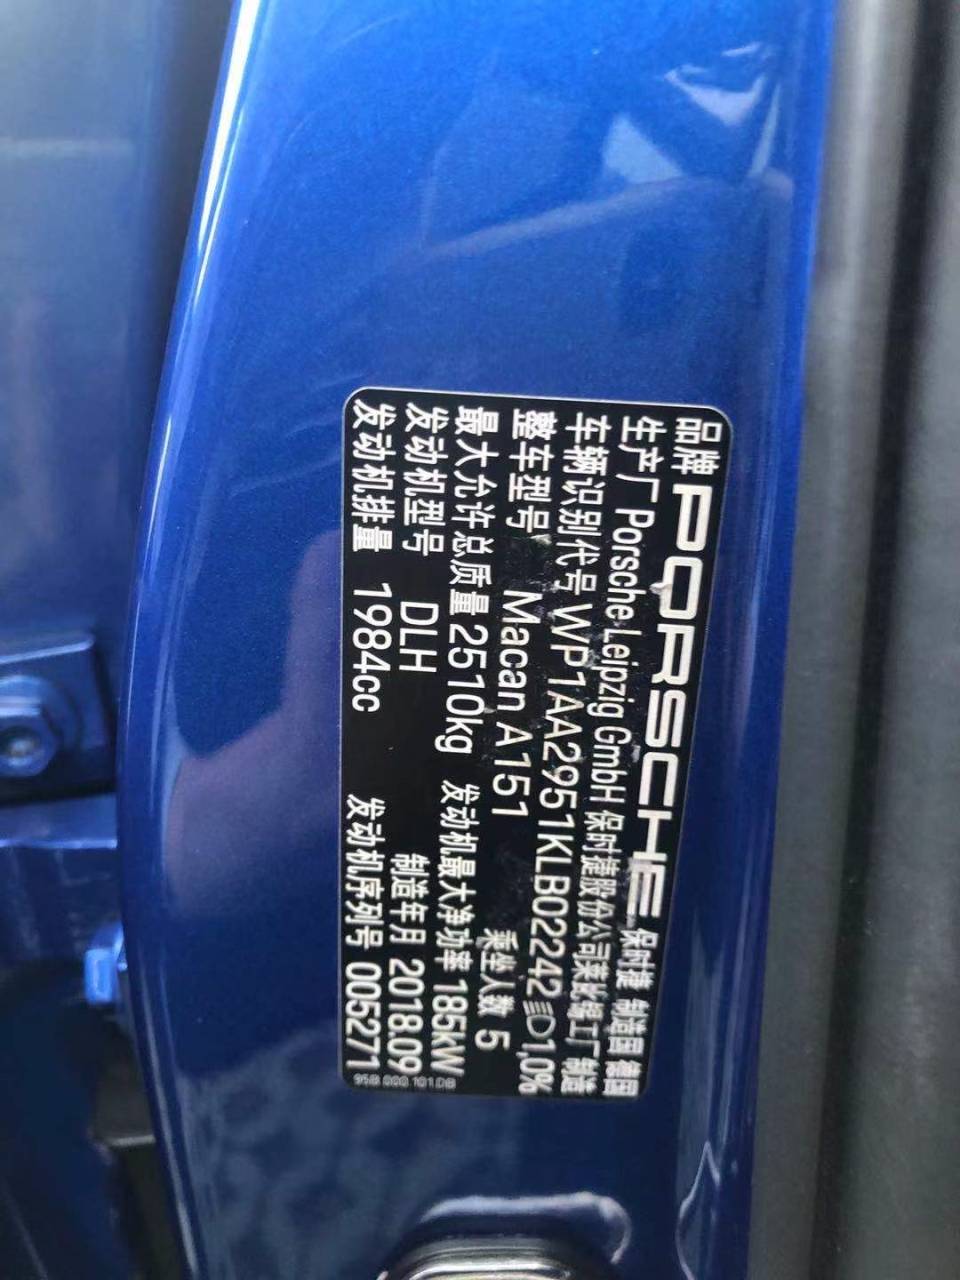 品牌 PORSCHE 保时捷 制造国 德国
生产厂 Porsche Leipzig GmbH 保时捷股份公司莱比锡工厂 制造
车辆识别代号 WP1AA2951KLB02242 1,0%
整车型号 Macan A151 乘坐人数 5
最大允许总质量 2510kg 发动机最大净功率 185kW
发动机型号 DLH 制造年月 2018.09
发动机排量 1984cc 发动机序列号 005271
95B.000.101.DB